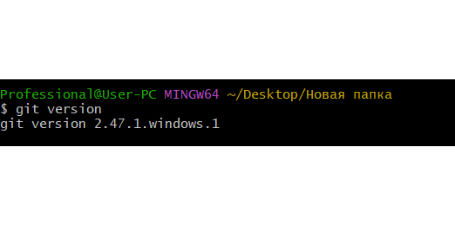 Professional@User-PC MINGW64 ~/Desktop/Новая папка
$ git version
git version 2.47.1.windows.1